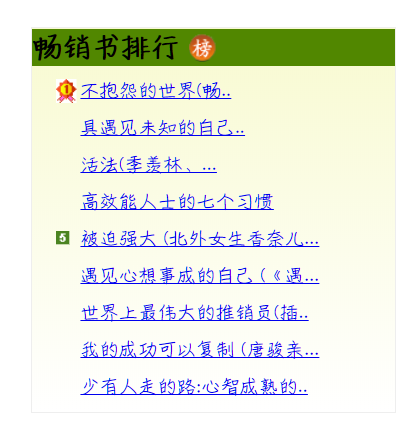 畅销书排行 榜
1 不抱怨的世界(畅..
具遇见未知的自己..
活法(季羡林、...
高效能人士的七个习惯
5 被迫强大 (北外女生香奈儿...
遇见心想事成的自己 (《遇...
世界上最伟大的推销员(插..
我的成功可以复制 (唐骏亲...
少有人走的路:心智成熟的..